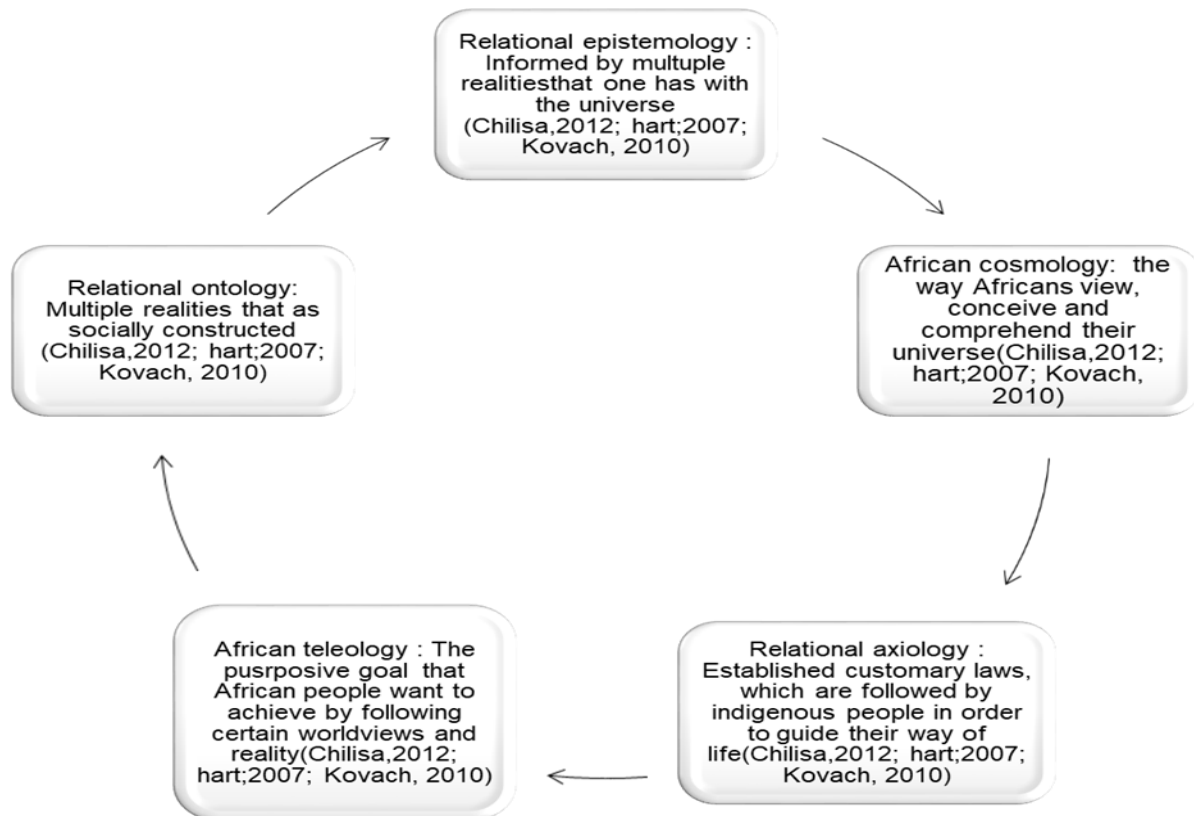 Relational epistemology :
Informed by multuple
realitiesthat one has with
the universe
(Chilisa,2012; hart;2007;
Kovach, 2010)
African cosmology: the
way Africans view,
conceive and
comprehend their
universe(Chilisa,2012;
hart;2007; Kovach,
2010)
Relational axiology :
Established customary laws,
which are followed by
indigenous people in order
to guide their way of
life(Chilisa,2012; hart;2007;
Kovach, 2010)
African teleology : The
pusrposive goal that
African people want to
achieve by following
certain worldviews and
reality(Chilisa,2012;
hart;2007; Kovach, 2010)
Relational ontology:
Multiple realities that as
socially constructed
(Chilisa,2012; hart;2007;
Kovach, 2010)